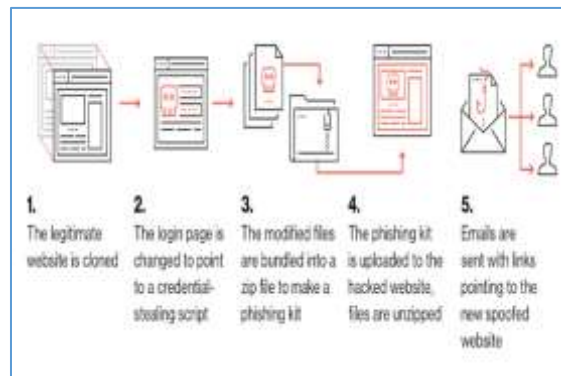 1.
The legitimate
website is cloned
2.
The login page is
changed to point
to a credential-
stealing script
3.
The modified files
are bundled into a
zip file to make a
phishing kit
4.
The phishing kit
is uploaded to the
hacked website,
files are unzipped
5.
Emails are
sent with links
pointing to the
new spoofed
website